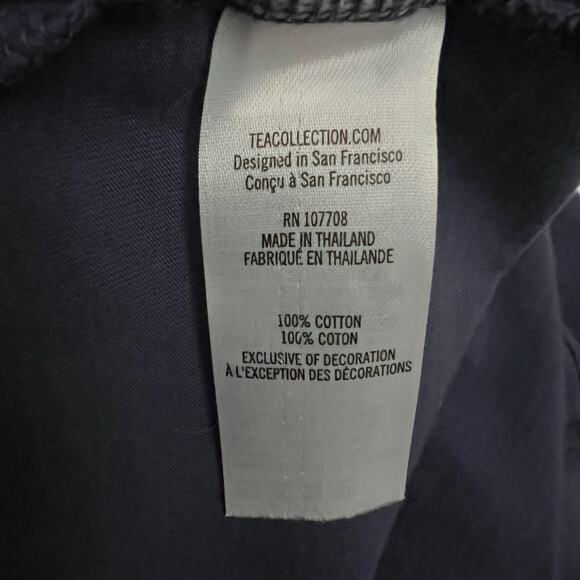 TEACOLLECTION.COM
Designed in San Francisco
Conçu à San Francisco
RN 107708
MADE IN THAILAND
FABRIQUÉ EN THAILANDE
100% COTTON
100% COTON
EXCLUSIVE OF DECORATION
À L'EXCEPTION DES DÉCORATIONS